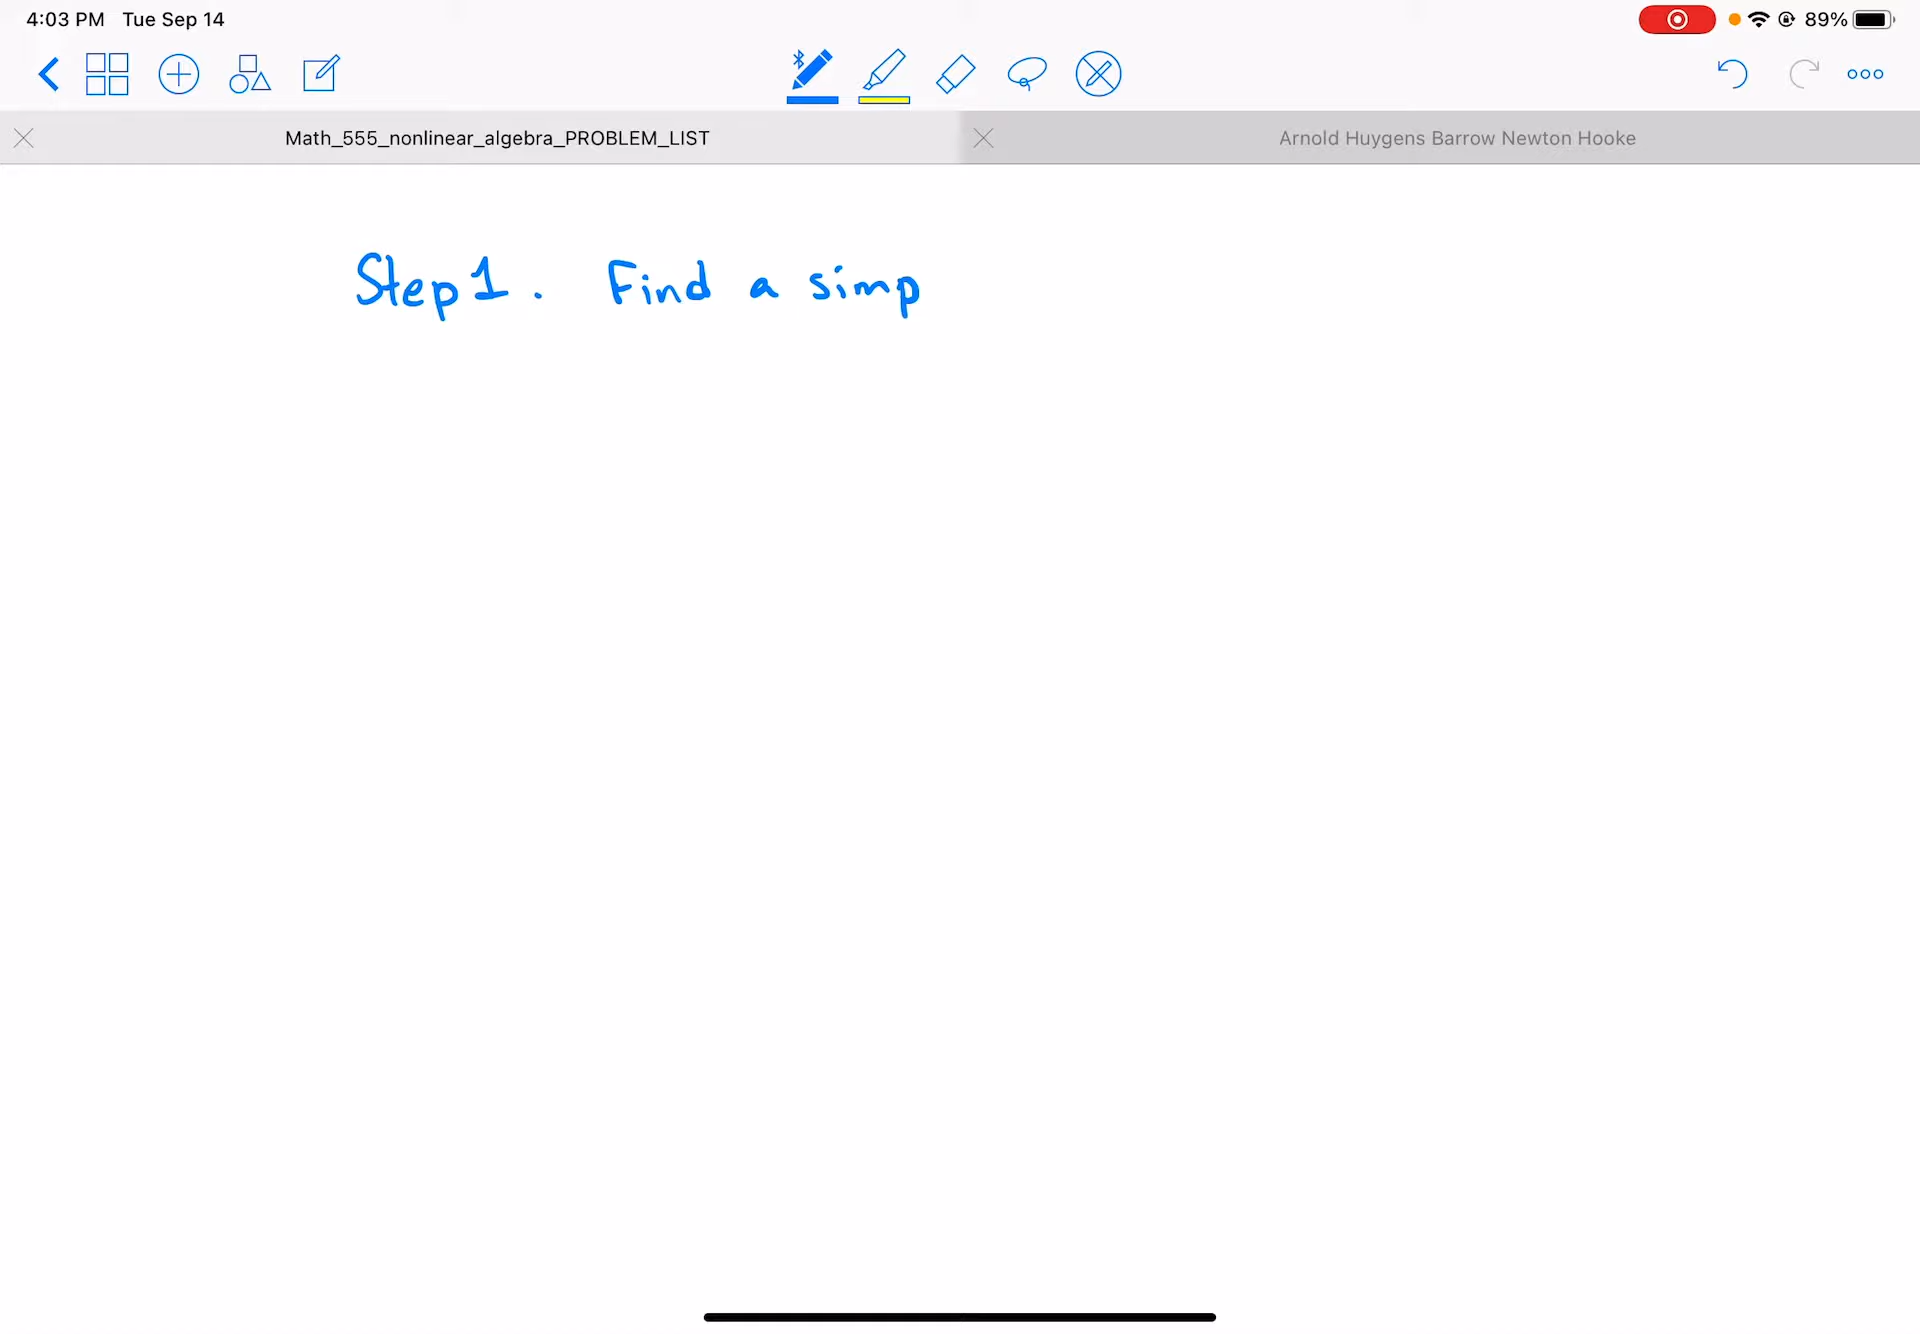 4:03 PM Tue Sep 14 89%
Math_555_nonlinear_algebra_PROBLEM_LIST Arnold Huygens Barrow Newton Hooke
Step 1. Find a simp